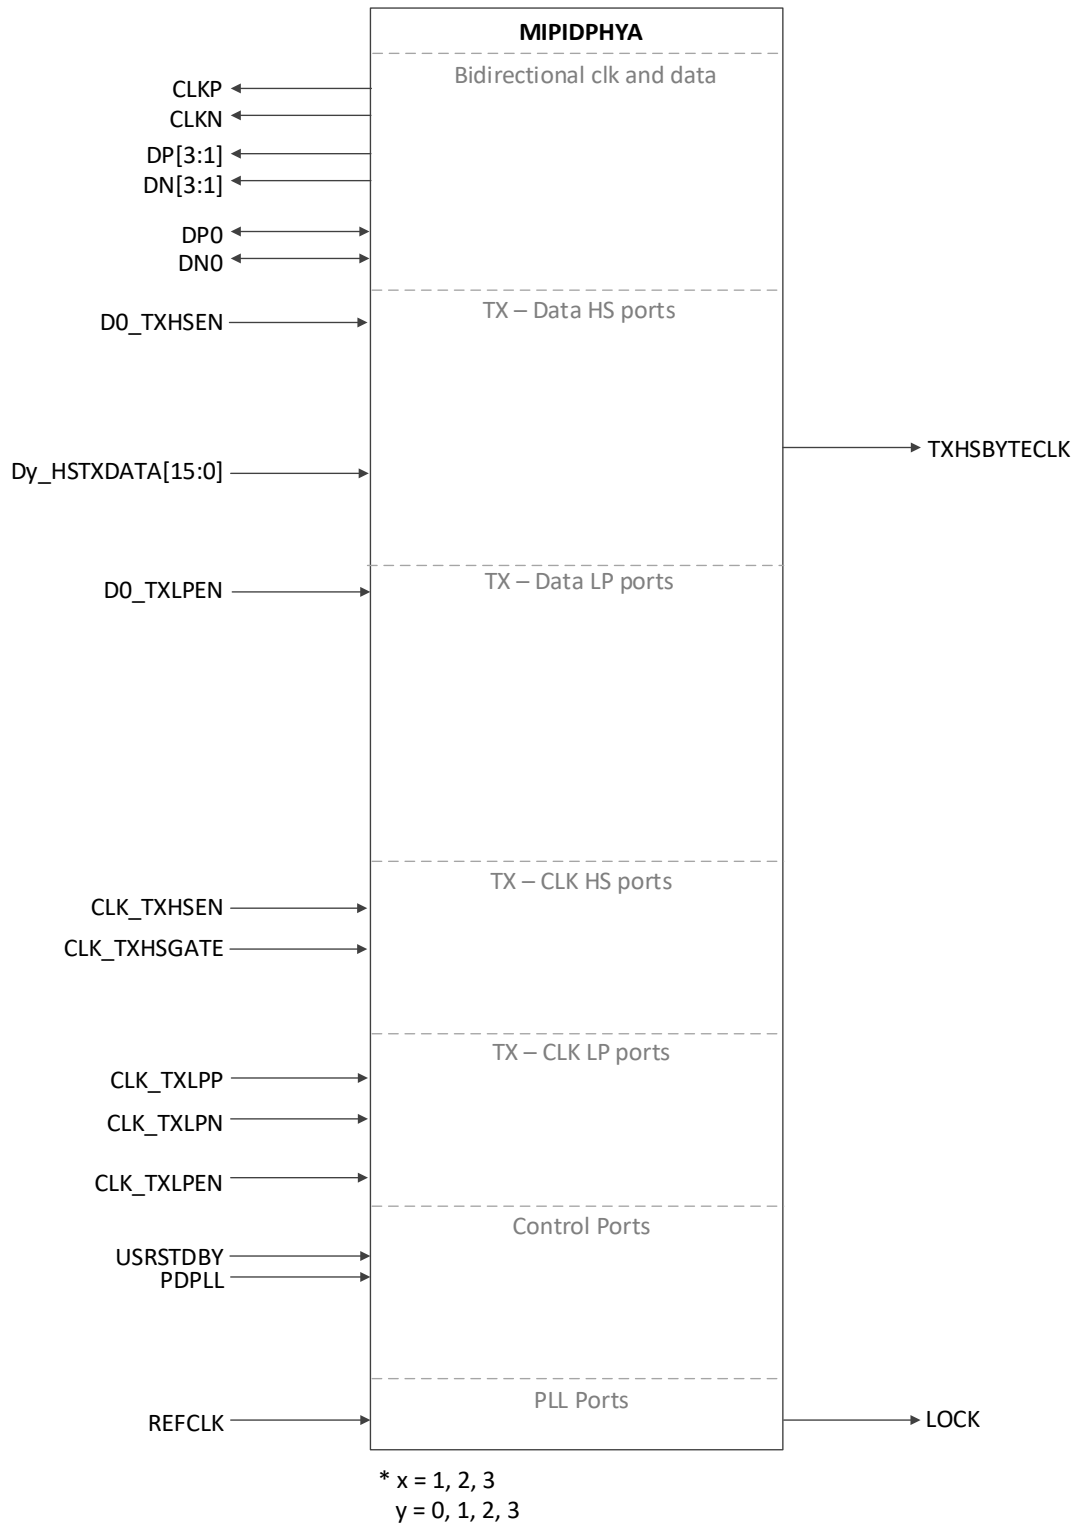 MIPIDPHYA
Bidirectional clk and data
CLKP
CLKN
DP[3:1]
DN[3:1]
DP0
DN0
TX – Data HS ports
D0_TXHSEN
TXHSBYTECLK
Dy_HSTXDATA[15:0]
TX – Data LP ports
D0_TXLPEN
TX – CLK HS ports
CLK_TXHSEN
CLK_TXHSGATE
TX – CLK LP ports
CLK_TXLPP
CLK_TXLPN
CLK_TXLPEN
Control Ports
USRSTDBY
PDPLL
PLL Ports
REFCLK
LOCK
* x = 1, 2, 3
y = 0, 1, 2, 3